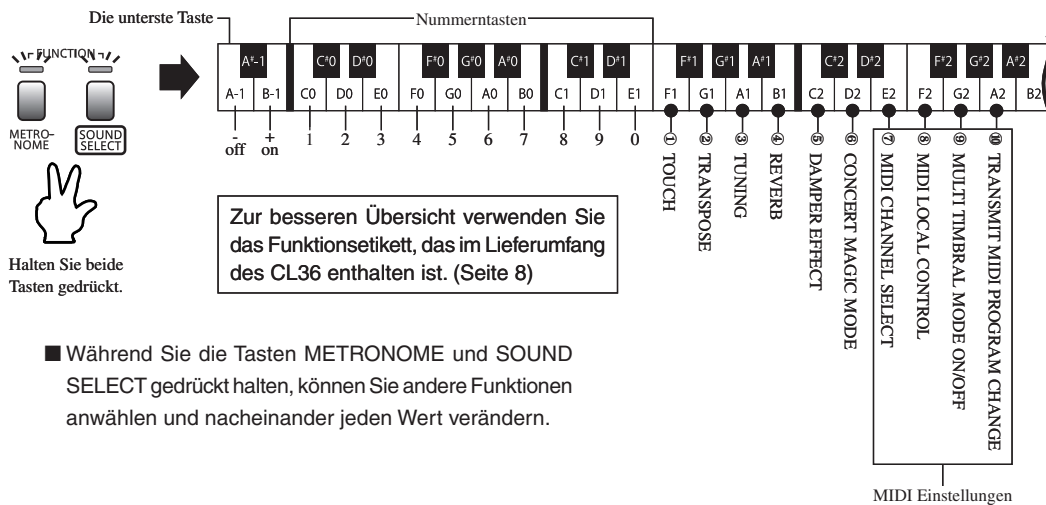 Die unterste Taste
Nummerntasten
FUNCTION
METRO-
NOME
SOUND
SELECT
A#-1 C#0 D#0 F#0 G#0 A#0 C#1 D#1 F#1 G#1 A#1 C#2 D#2 F#2 G#2 A#2
A-1 B-1 C0 D0 E0 F0 G0 A0 B0 C1 D1 E1 F1 G1 A1 B1 C2 D2 E2 F2 G2 A2 B2
- + 1 2 3 4 5 6 7 8 9 0
off on
① TOUCH
② TRANSPOSE
③ TUNING
④ REVERB
⑤ DAMPER EFFECT
⑥ CONCERT MAGIC MODE
⑦ MIDI CHANNEL SELECT
⑧ MIDI LOCAL CONTROL
⑨ MULTI TIMBRAL MODE ON/OFF
⑩ TRANSMIT MIDI PROGRAM CHANGE
MIDI Einstellungen
Halten Sie beide
Tasten gedrückt.
Zur besseren Übersicht verwenden Sie
das Funktionsetikett, das im Lieferumfang
des CL36 enthalten ist. (Seite 8)
■ Während Sie die Tasten METRONOME und SOUND
SELECT gedrückt halten, können Sie andere Funktionen
anwählen und nacheinander jeden Wert verändern.